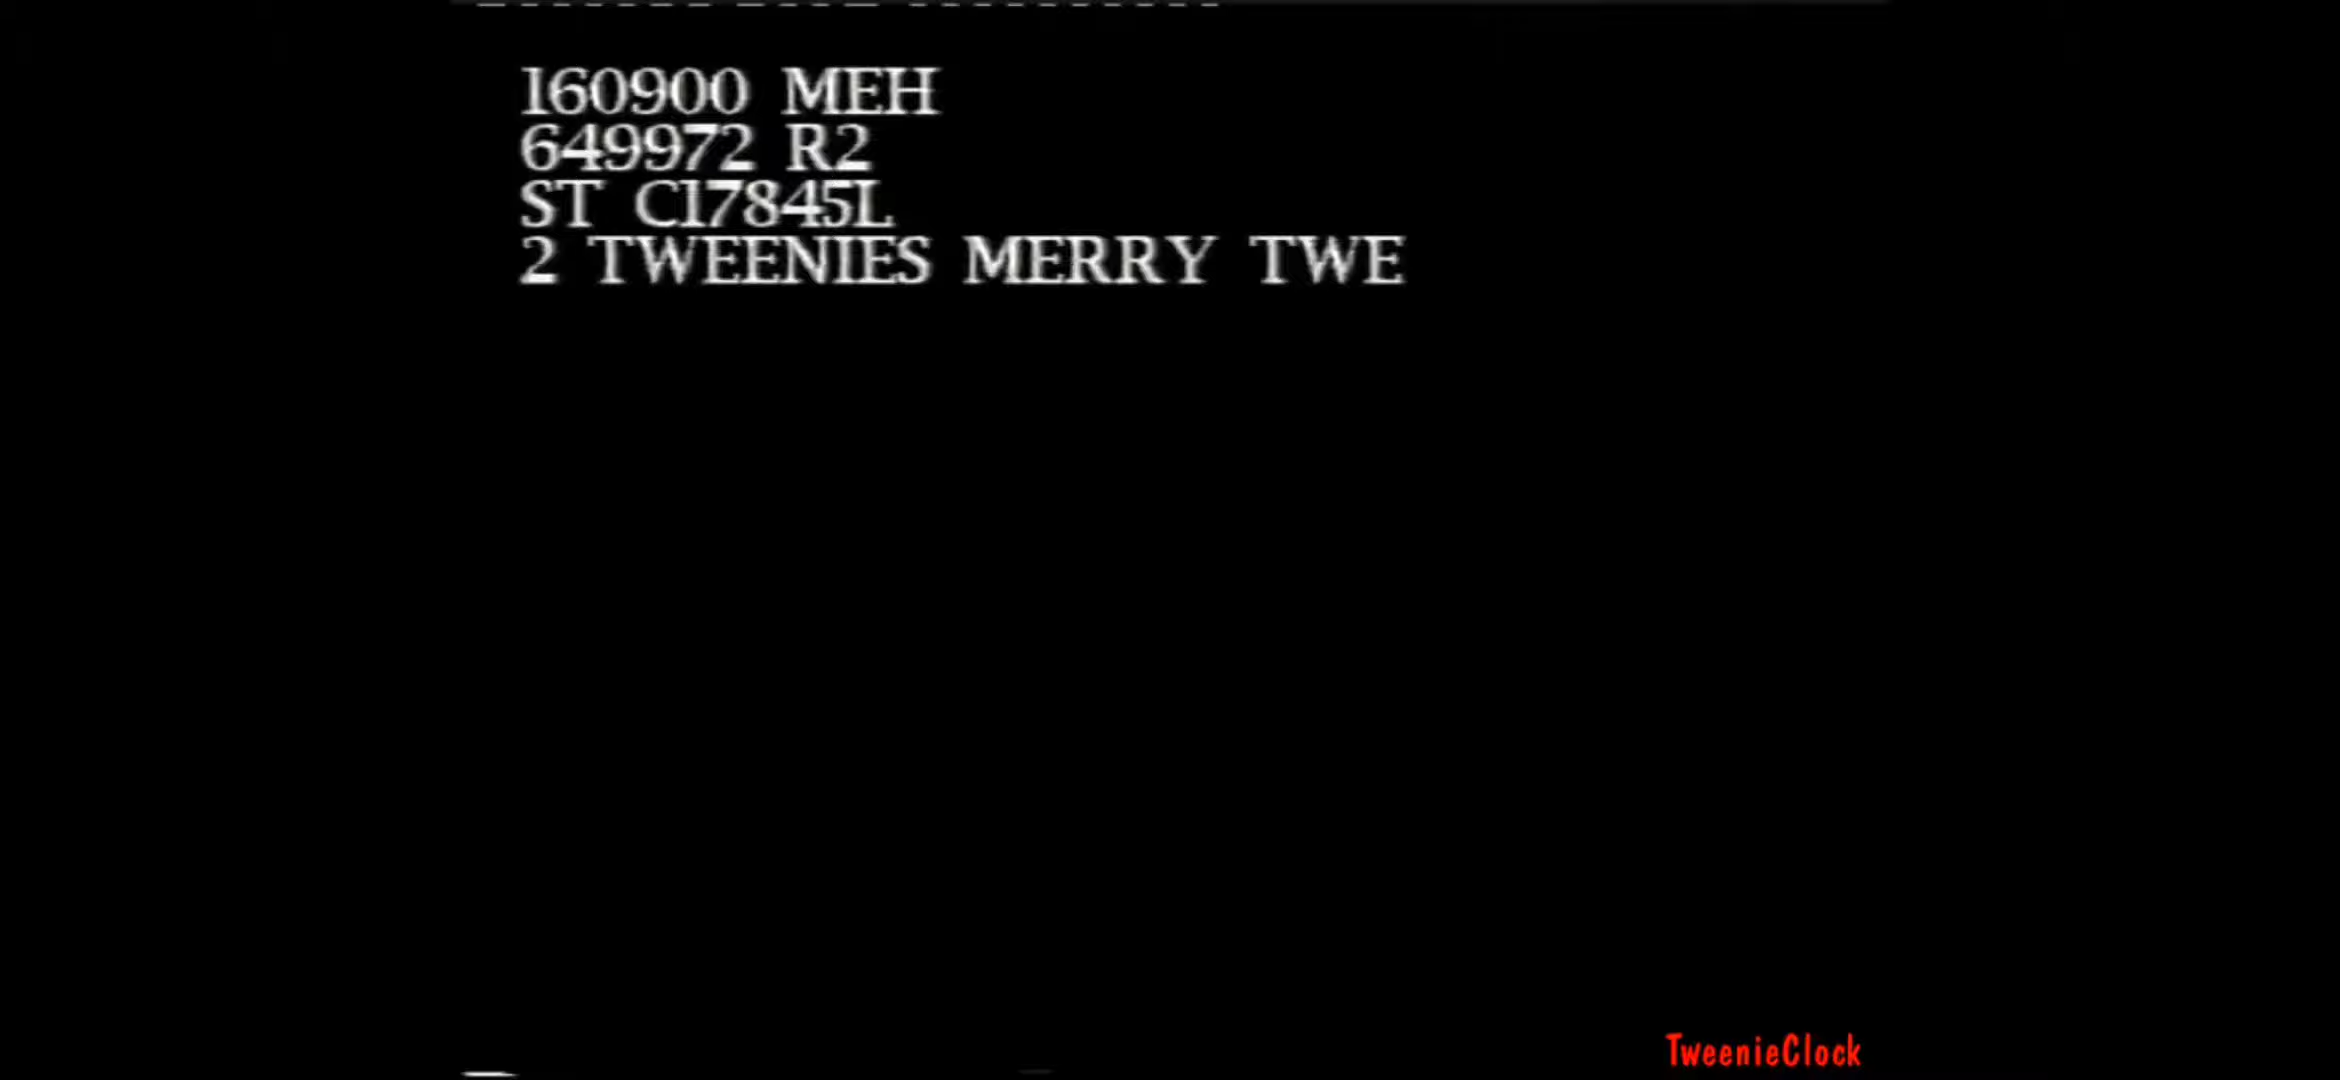 160900 MEH
649972 R2
ST C17845L
2 TWEENIES MERRY TWE
TweenieClock